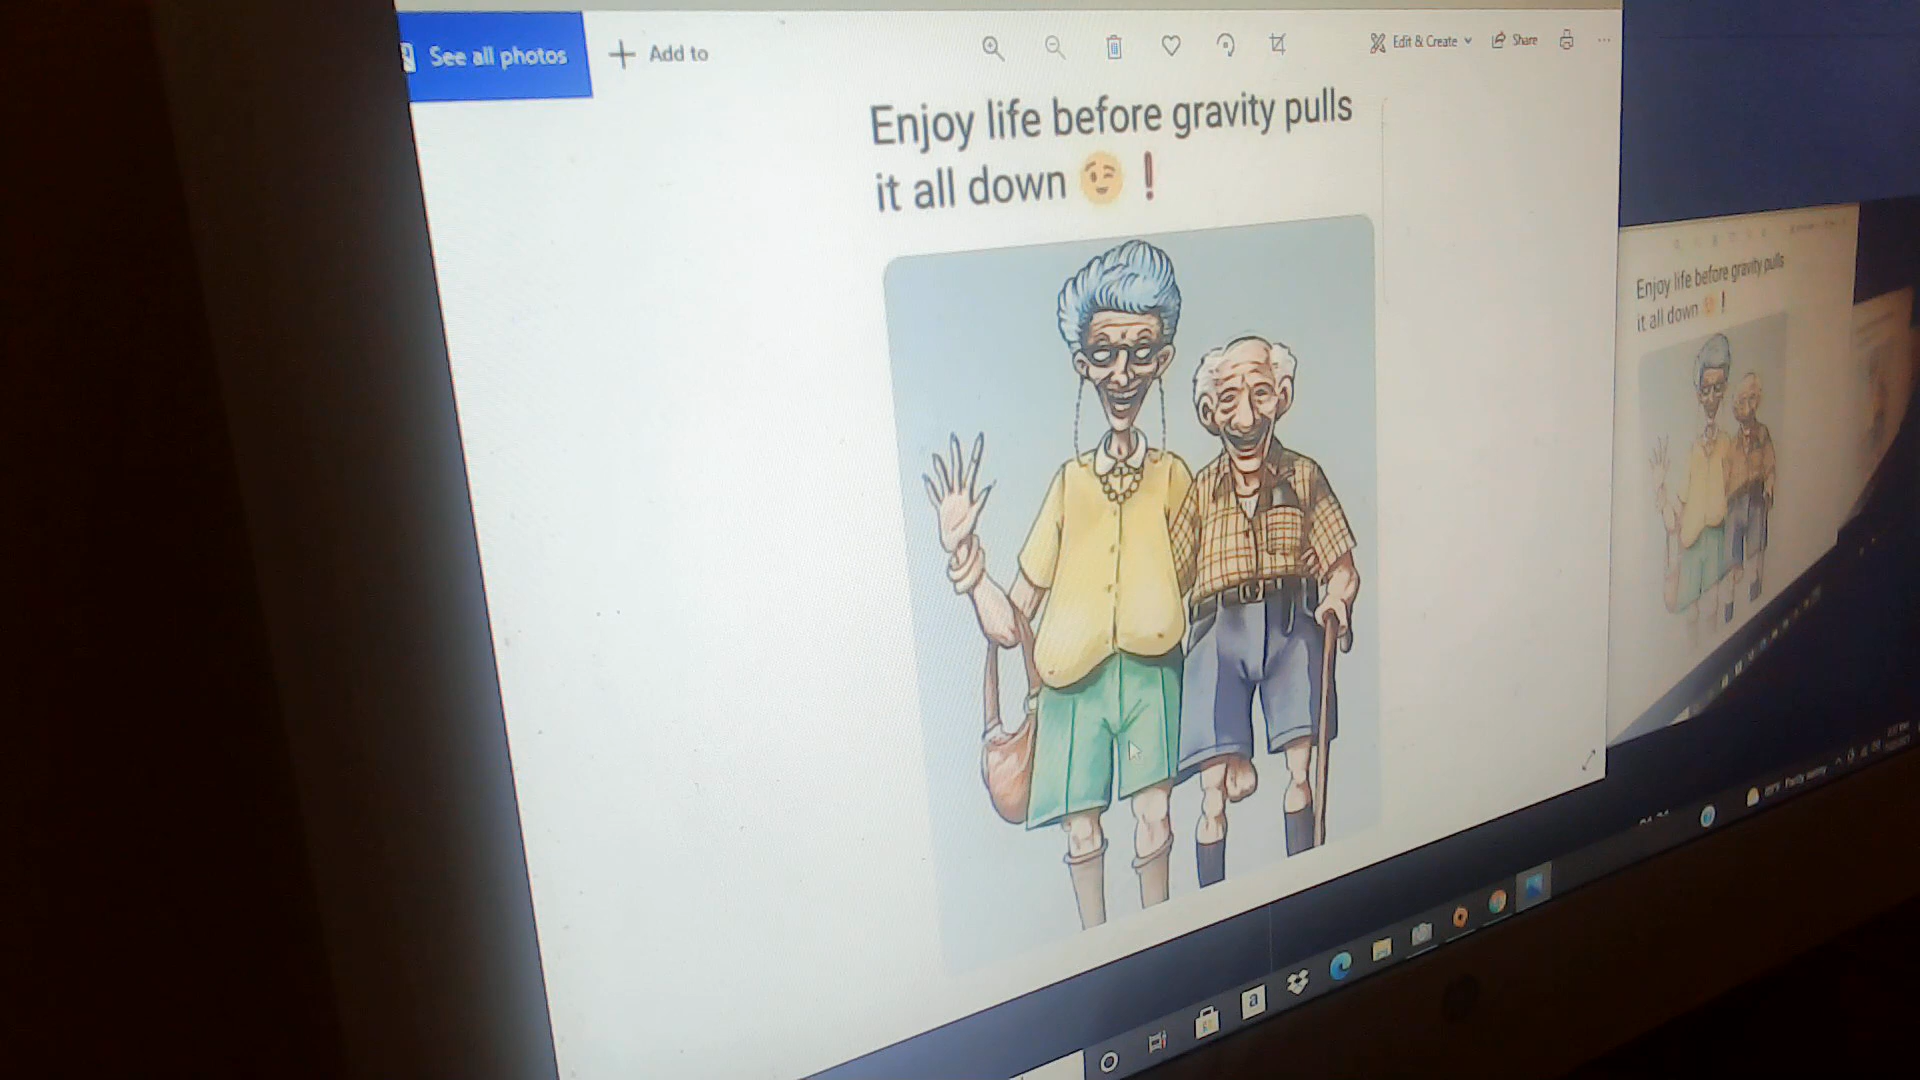 See all photos
Add to
Edit & Create
Share
Enjoy life before gravity pulls
it all down 😉❗
Enjoy life before gravity pulls
it all down ❗
a